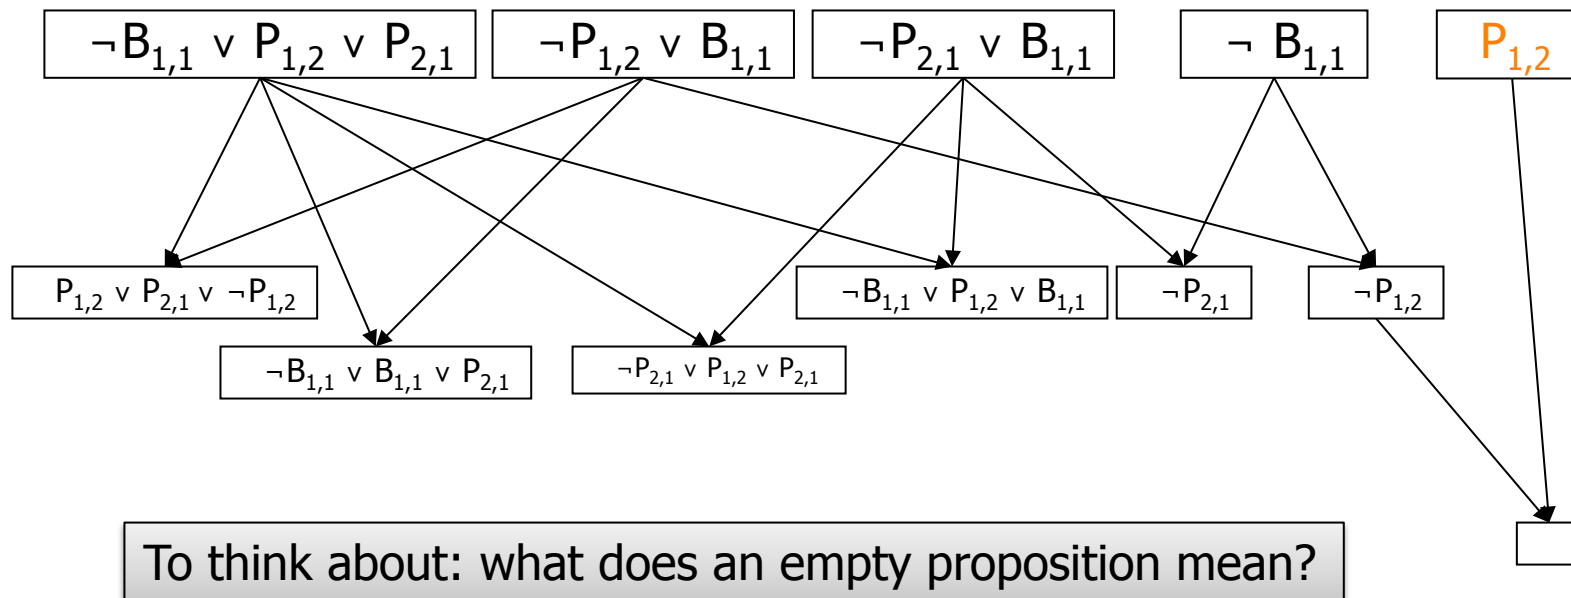 ¬B₁,₁ ∨ P₁,₂ ∨ P₂,₁
¬P₁,₂ ∨ B₁,₁
¬P₂,₁ ∨ B₁,₁
¬ B₁,₁
P₁,₂
P₁,₂ ∨ P₂,₁ ∨ ¬P₁,₂
¬B₁,₁ ∨ P₁,₂ ∨ B₁,₁
¬P₂,₁
¬P₁,₂
¬B₁,₁ ∨ B₁,₁ ∨ P₂,₁
¬P₂,₁ ∨ P₁,₂ ∨ P₂,₁
To think about: what does an empty proposition mean?